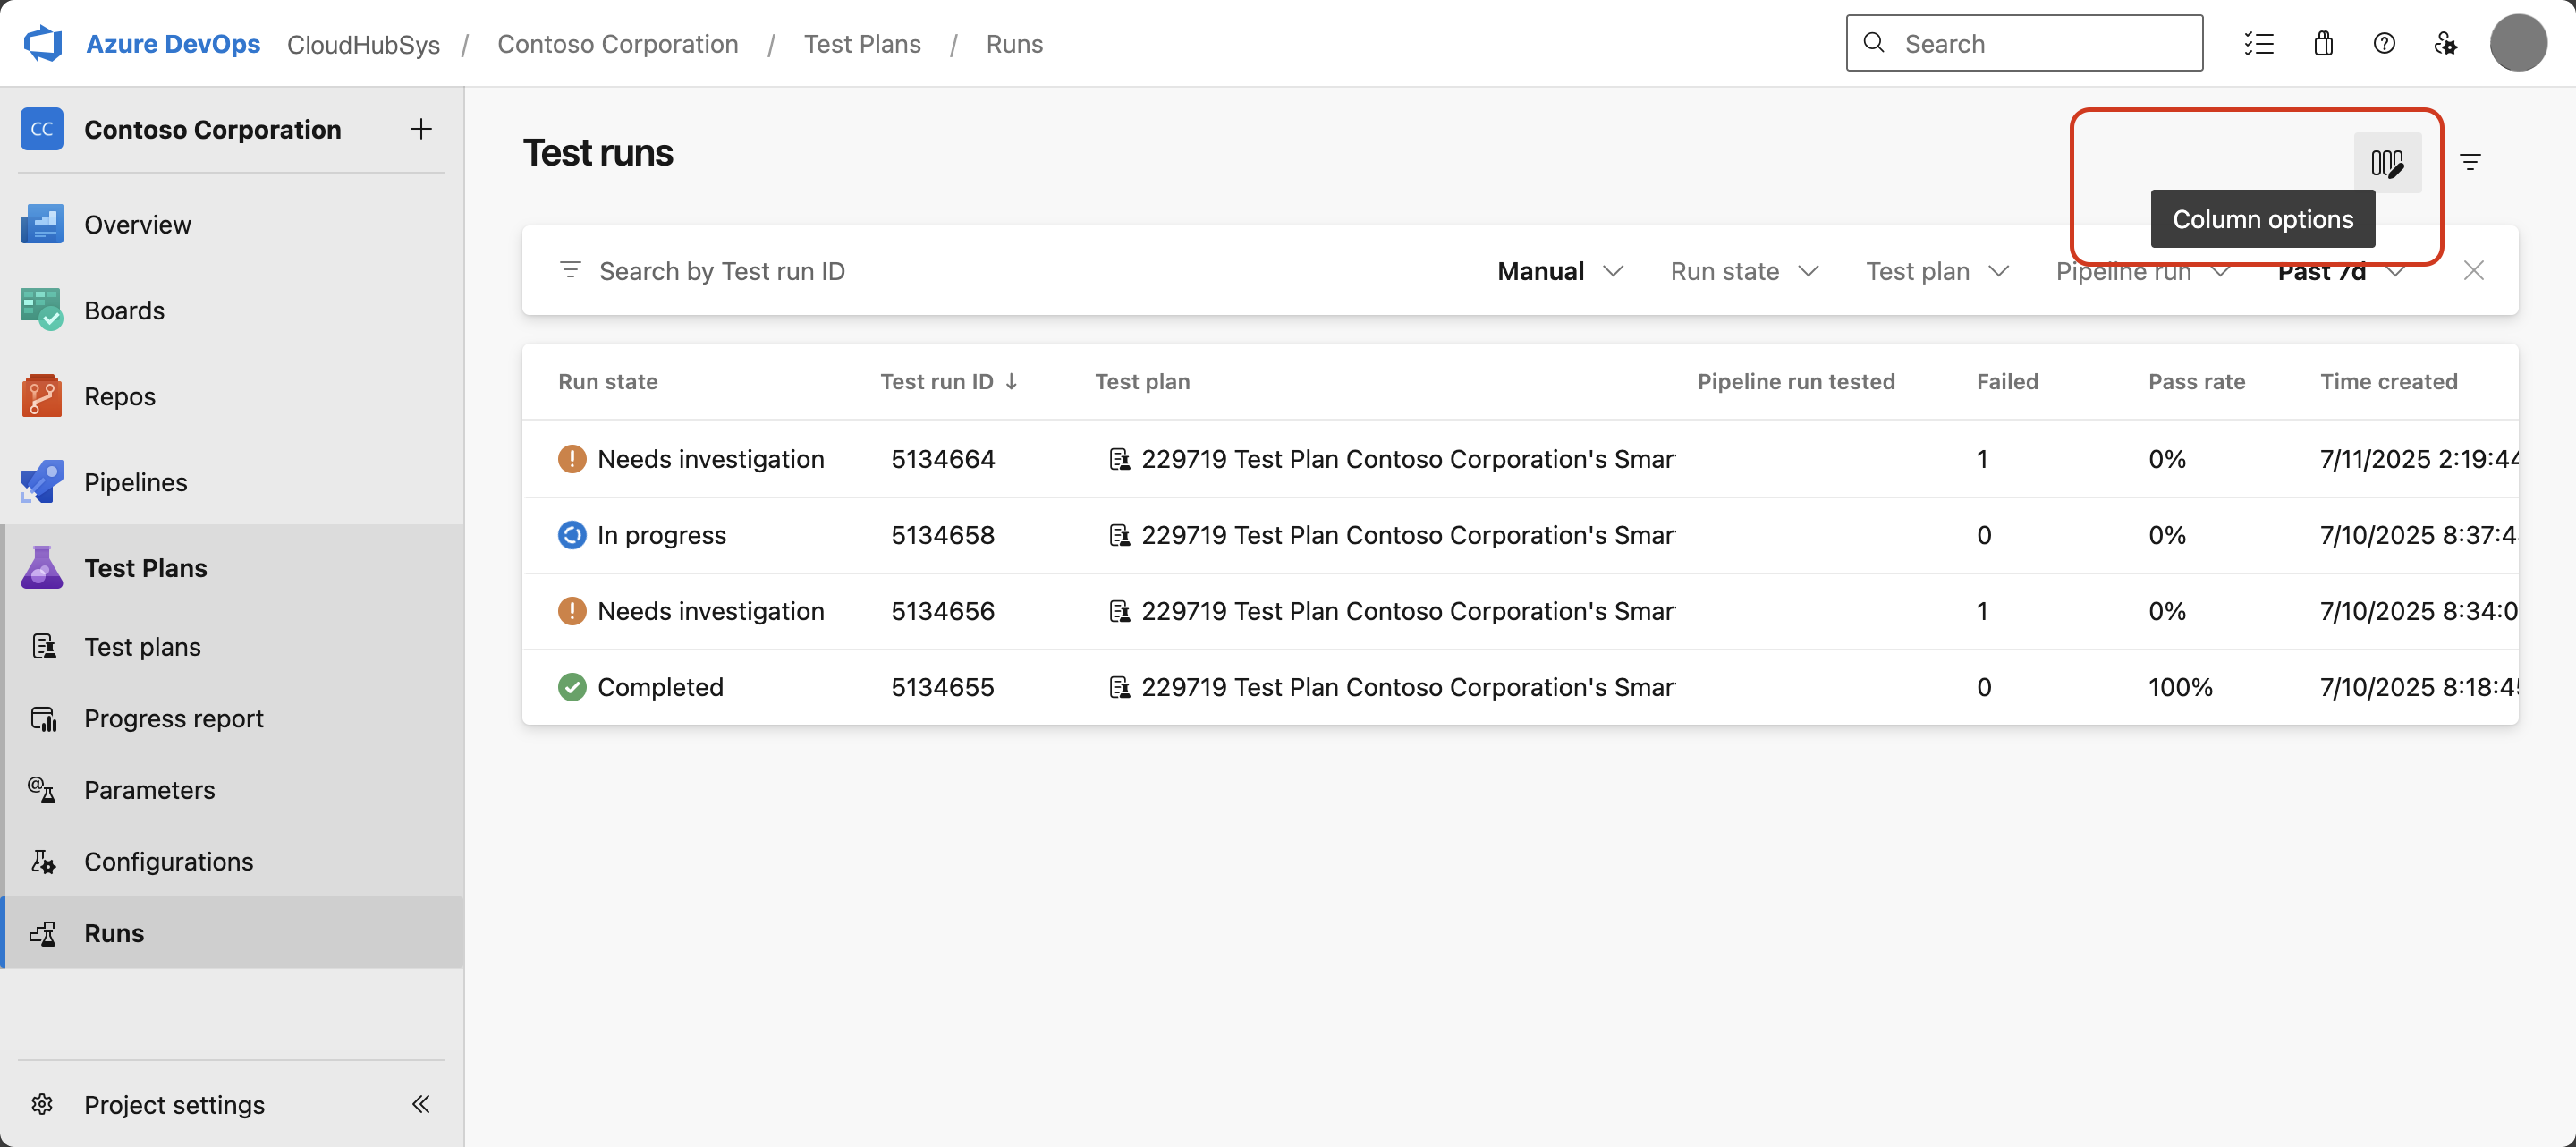 Azure DevOps CloudHubSys / Contoso Corporation / Test Plans / Runs
Search
CC Contoso Corporation
Overview
Boards
Repos
Pipelines
Test Plans
Test plans
Progress report
Parameters
Configurations
Runs
Project settings
Test runs
Column options
Search by Test run ID Manual Run state Test plan Pipeline run Past 7d
Run state Test run ID ↓ Test plan Pipeline run tested Failed Pass rate Time created
Needs investigation 5134664 229719 Test Plan Contoso Corporation's Smar 1 0% 7/11/2025 2:19:44
In progress 5134658 229719 Test Plan Contoso Corporation's Smar 0 0% 7/10/2025 8:37:4
Needs investigation 5134656 229719 Test Plan Contoso Corporation's Smar 1 0% 7/10/2025 8:34:0
Completed 5134655 229719 Test Plan Contoso Corporation's Smar 0 100% 7/10/2025 8:18:45